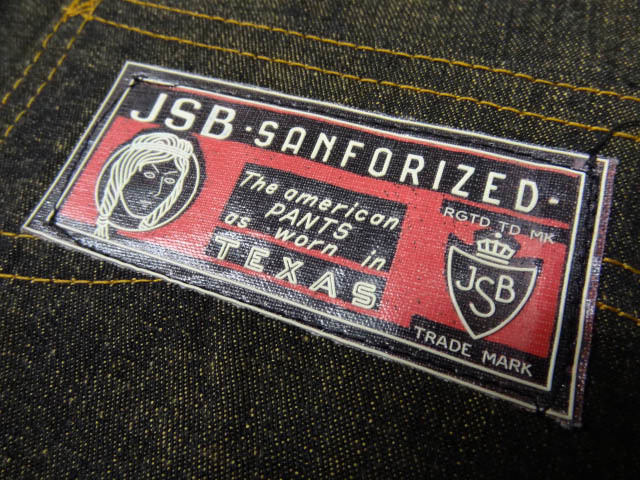 JSB·SANFORIZED·
The american
PANTS
as worn in
TEXAS
RGTD TD MK
JSB
TRADE MARK